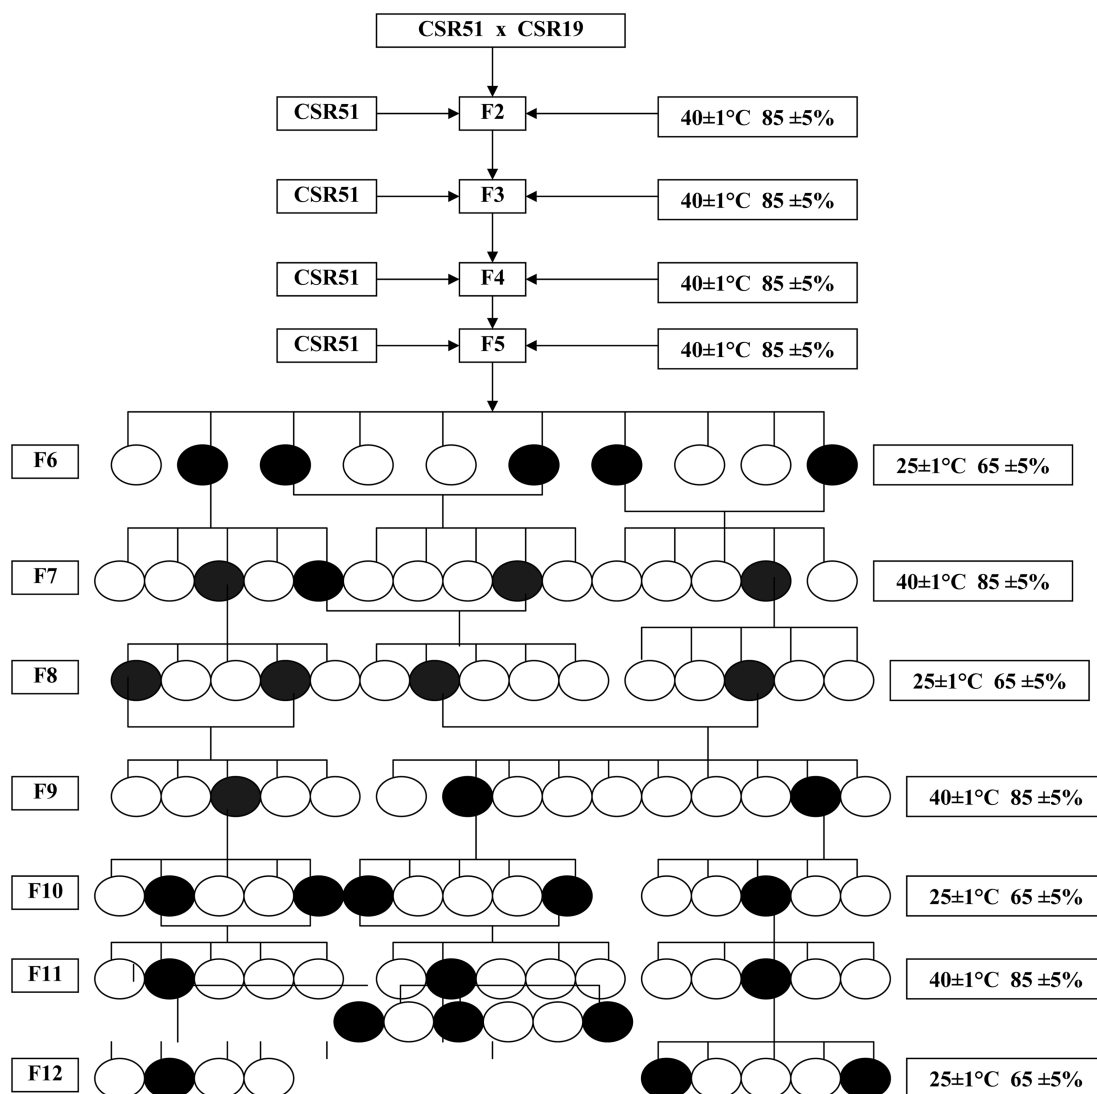 CSR51 x CSR19
CSR51 F2 40±1°C 85 ±5%
CSR51 F3 40±1°C 85 ±5%
CSR51 F4 40±1°C 85 ±5%
CSR51 F5 40±1°C 85 ±5%
F6 25±1°C 65 ±5%
F7 40±1°C 85 ±5%
F8 25±1°C 65 ±5%
F9 40±1°C 85 ±5%
F10 25±1°C 65 ±5%
F11 40±1°C 85 ±5%
F12 25±1°C 65 ±5%